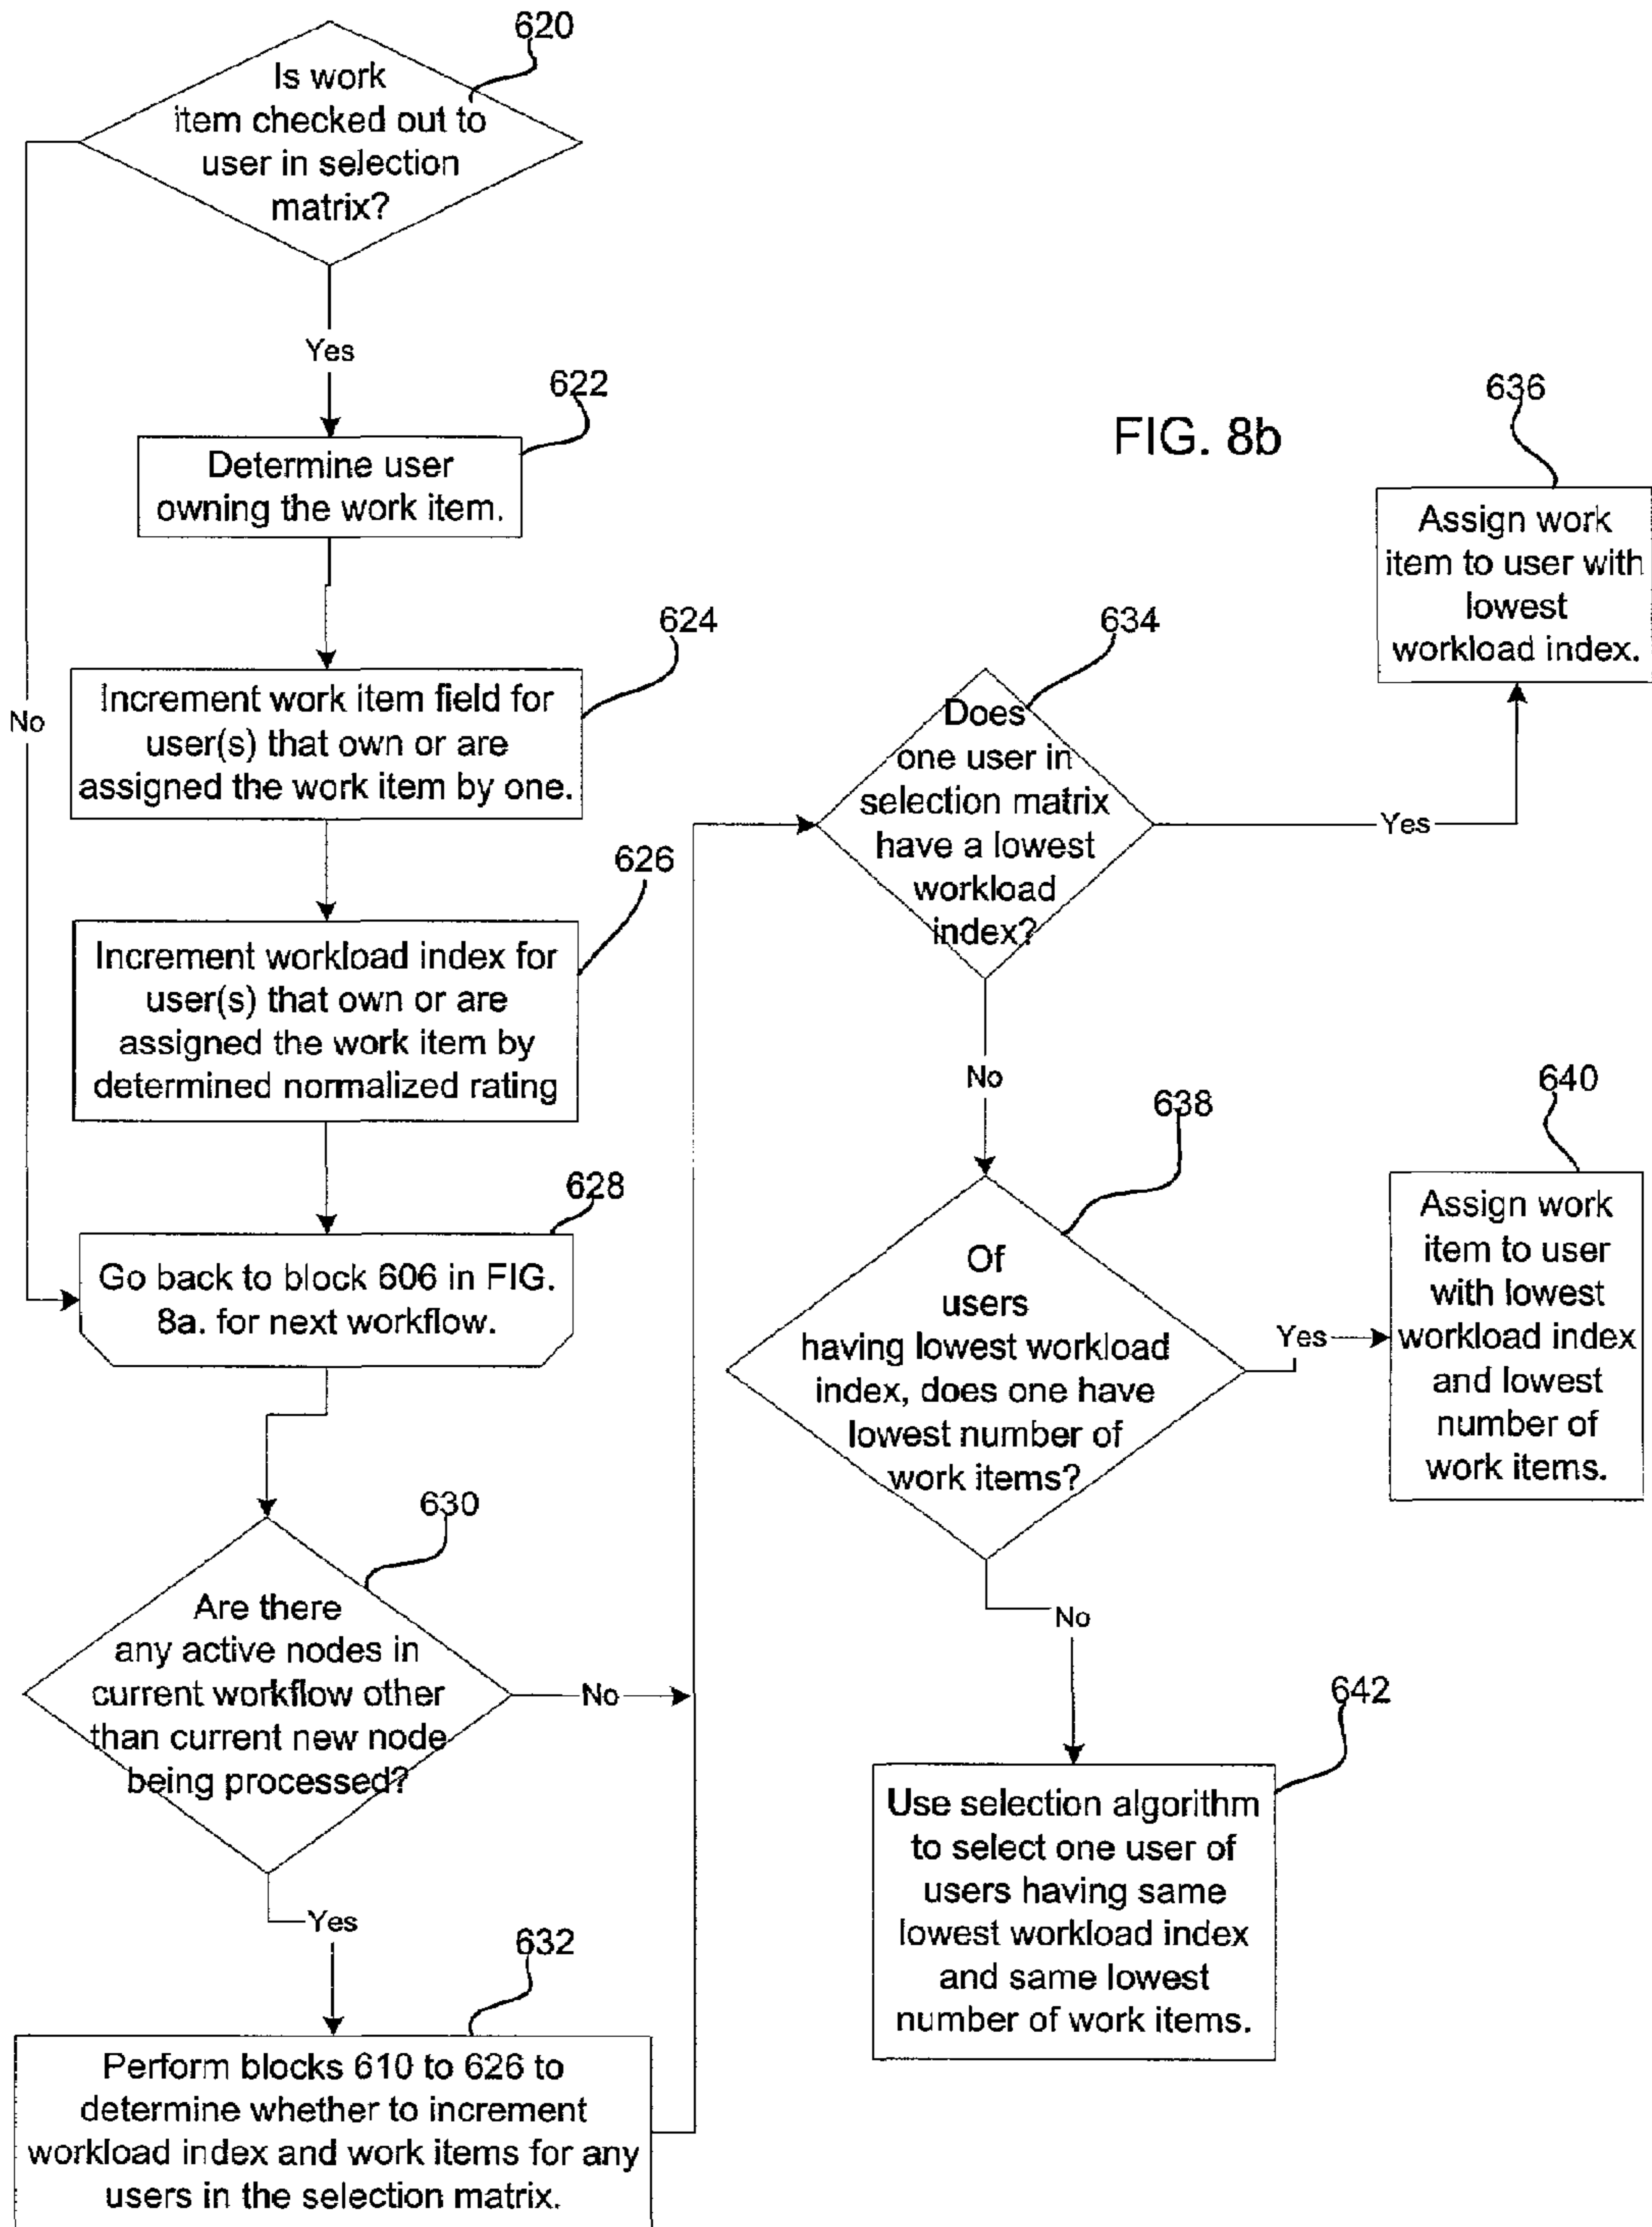 620
Is work
item checked out to
user in selection
matrix?
Yes
No
622
Determine user
owning the work item.
624
Increment work item field for
user(s) that own or are
assigned the work item by one.
626
Increment workload index for
user(s) that own or are
assigned the work item by
determined normalized rating
628
Go back to block 606 in FIG.
8a. for next workflow.
630
Are there
any active nodes in
current workflow other
than current new node
being processed?
No
Yes
632
Perform blocks 610 to 626 to
determine whether to increment
workload index and work items for any
users in the selection matrix.
FIG. 8b
634
Does
one user in
selection matrix
have a lowest
workload
index?
Yes
636
Assign work
item to user with
lowest
workload index.
No
638
Of
users
having lowest workload
index, does one have
lowest number of
work items?
Yes
640
Assign work
item to user
with lowest
workload index
and lowest
number of
work items.
No
642
Use selection algorithm
to select one user of
users having same
lowest workload index
and same lowest
number of work items.